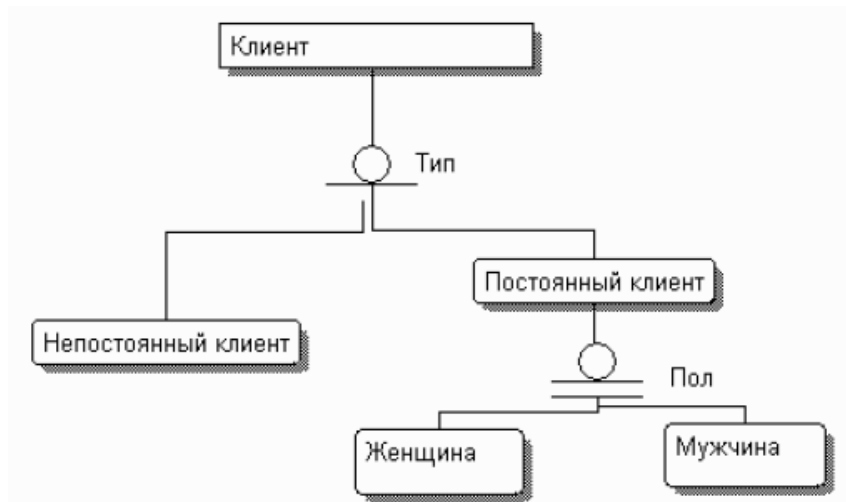 Клиент
Тип
Постоянный клиент
Непостоянный клиент
Пол
Женщина
Мужчина